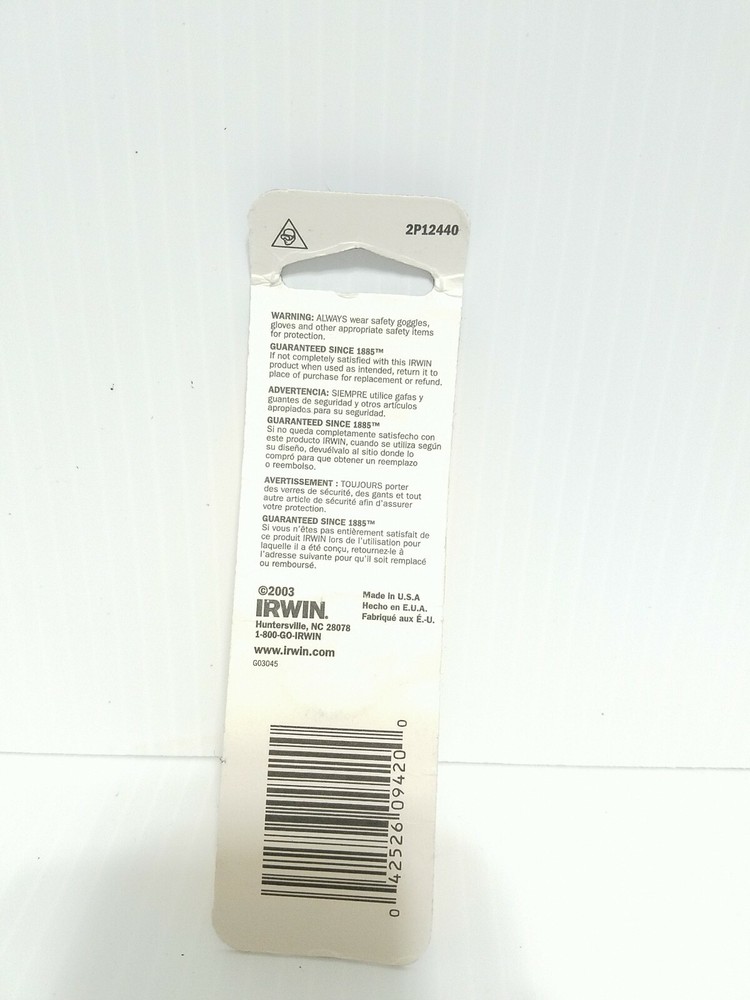 2P12440
WARNING: ALWAYS wear safety goggles,
gloves and other appropriate safety items
for protection.
GUARANTEED SINCE 1885™
If not completely satisfied with this IRWIN
product when used as intended, return it to
place of purchase for replacement or refund.
ADVERTENCIA: SIEMPRE utilice gafas y
guantes de seguridad y otros artículos
apropiados para su seguridad.
GUARANTEED SINCE 1885™
Si no queda completamente satisfecho con
este producto IRWIN, cuando se utiliza según
su diseño, devuélvalo al sitio donde lo
compró para que obtener un reemplazo
o reembolso.
AVERTISSEMENT : TOUJOURS porter
des verres de sécurité, des gants et tout
autre article de sécurité afin d'assurer
votre protection.
GUARANTEED SINCE 1885™
Si vous n'êtes pas entièrement satisfait de
ce produit IRWIN lors de l'utilisation pour
laquelle il a été conçu, retournez-le à
l'adresse suivante pour qu'il soit remplacé
ou remboursé.
©2003
IRWIN.
Huntersville, NC 28078
1-800-GO-IRWIN
www.irwin.com
G03045
Made in U.S.A
Hecho en E.U.A.
Fabriqué aux É.-U.
0 42526 09420 0